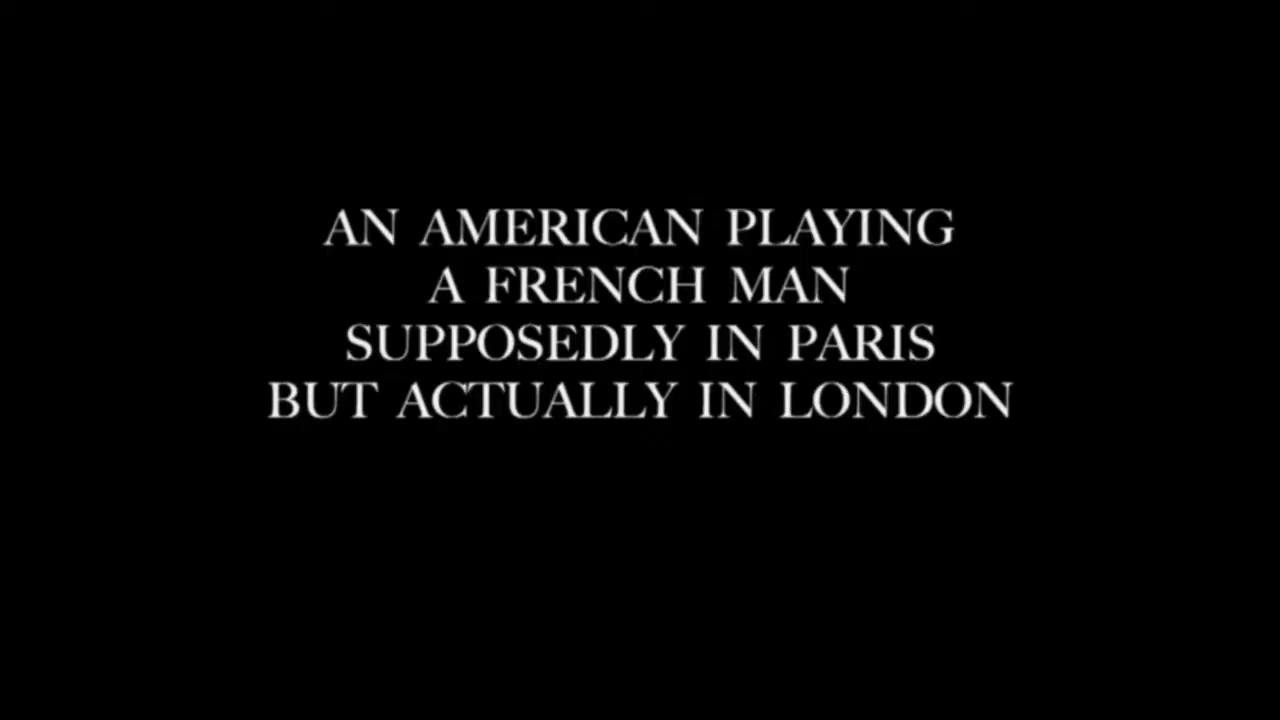 AN AMERICAN PLAYING
A FRENCH MAN
SUPPOSEDLY IN PARIS
BUT ACTUALLY IN LONDON